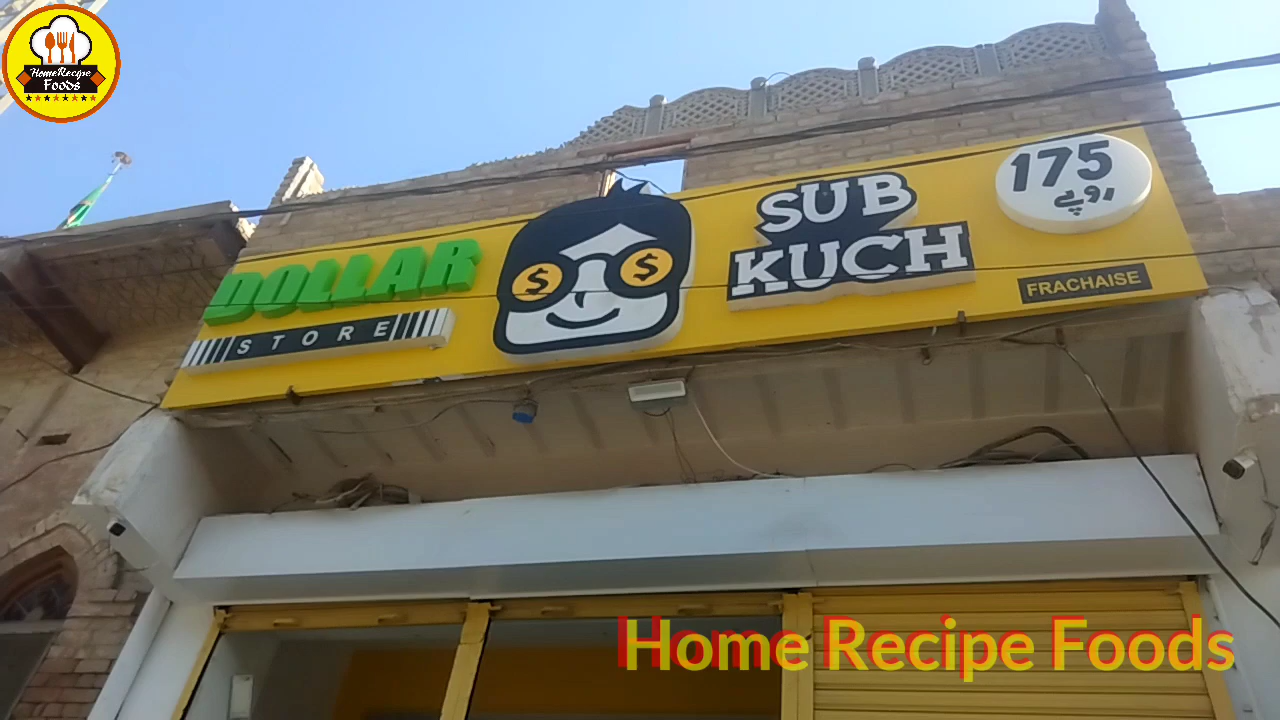 HomeRecipe
Foods
DOLLAR
STORE
$ $
SUB
KUCH
175
روپے
FRACHAISE
Home Recipe Foods